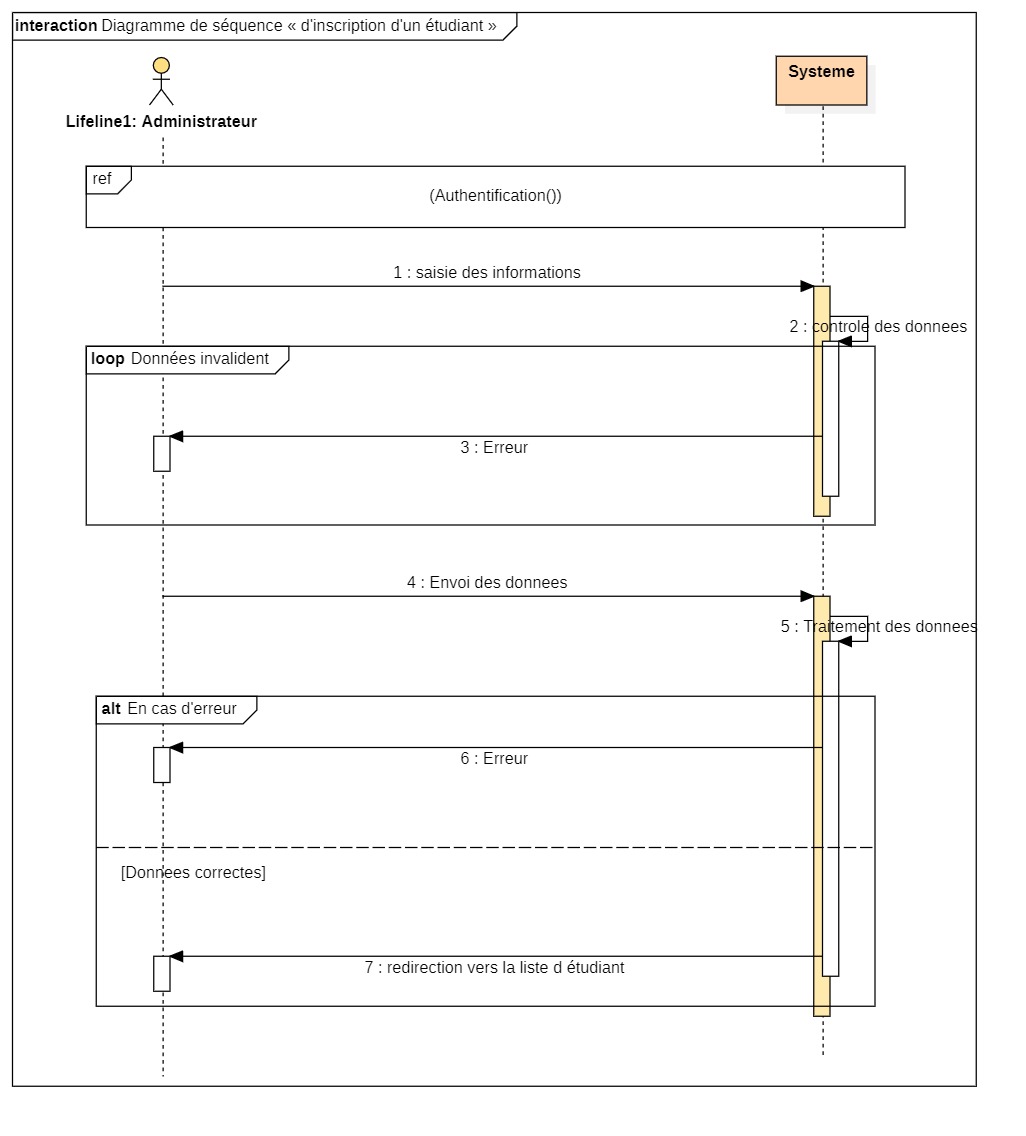 interaction Diagramme de séquence « d'inscription d'un étudiant »
Systeme
Lifeline1: Administrateur
ref
(Authentification())
1 : saisie des informations
2 : controle des donnees
loop Données invalident
3 : Erreur
4 : Envoi des donnees
5 : Traitement des donnees
alt En cas d'erreur
6 : Erreur
[Donnees correctes]
7 : redirection vers la liste d étudiant